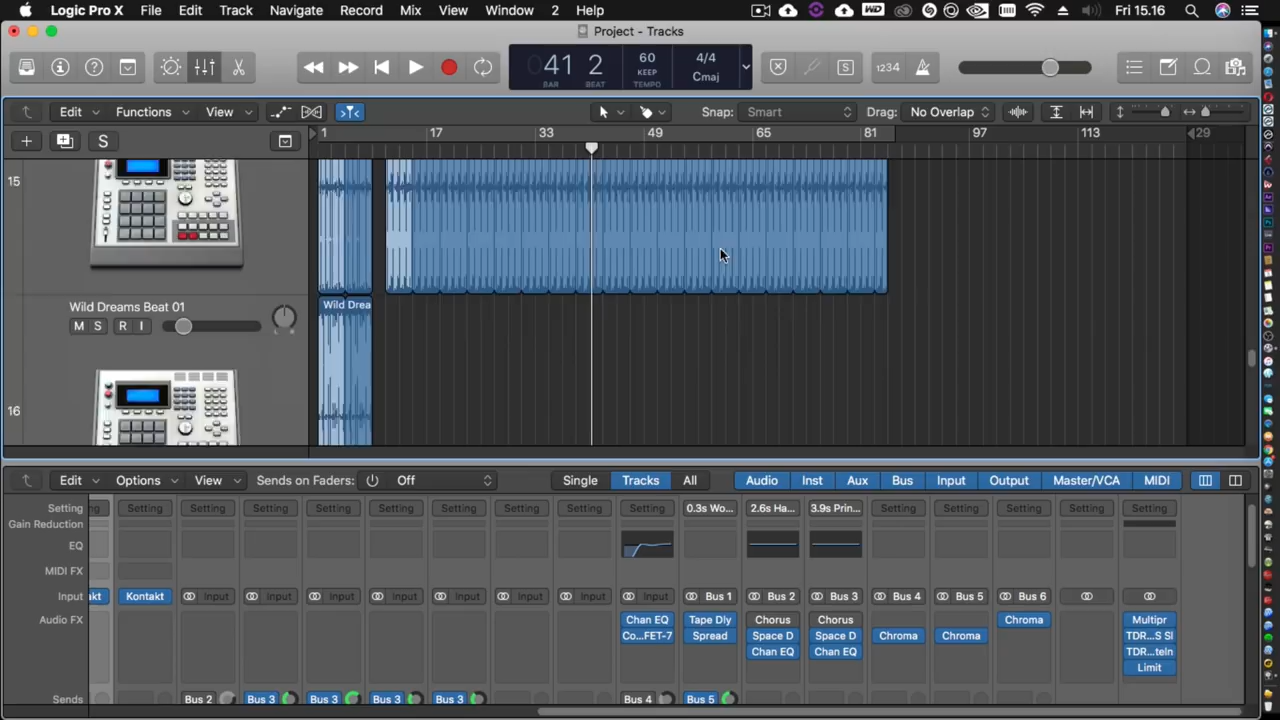 Logic Pro X File Edit Track Navigate Record Mix View Window 2 Help WD Fri 15.16
Project - Tracks
41 2 60 4/4
KEEP
1234
BAR BEAT TEMPO Cmaj
Edit Functions View Snap: Smart Drag: No Overlap
S
1 17 33 49 65 81 97 113 29
15
Wild Dreams Beat 01 Wild Drea
M S R I L R
16
Edit Options View Sends on Faders: Off Single Tracks All Audio Inst Aux Bus Input Output Master/VCA MIDI
Setting Setting Setting Setting Setting Setting Setting Setting Setting 0.3s Wo... 2.6s Ha... 3.9s Prin... Setting Setting Setting Setting Setting
Gain Reduction
EQ
MIDI FX
Input akt Kontakt Input Input Input Input Input Input Input Input Bus 1 Bus 2 Bus 3 Bus 4 Bus 5 Bus 6
Audio FX Chan EQ Tape Dly Chorus Chorus Chroma Multipr
Co...FET-7 Spread Space D Space D Chroma Chroma TDR...S Sl
Chan EQ Chan EQ TDR...teln
Limit
Sends Bus 2 Bus 3 Bus 3 Bus 3 Bus 3 Bus 4 Bus 5